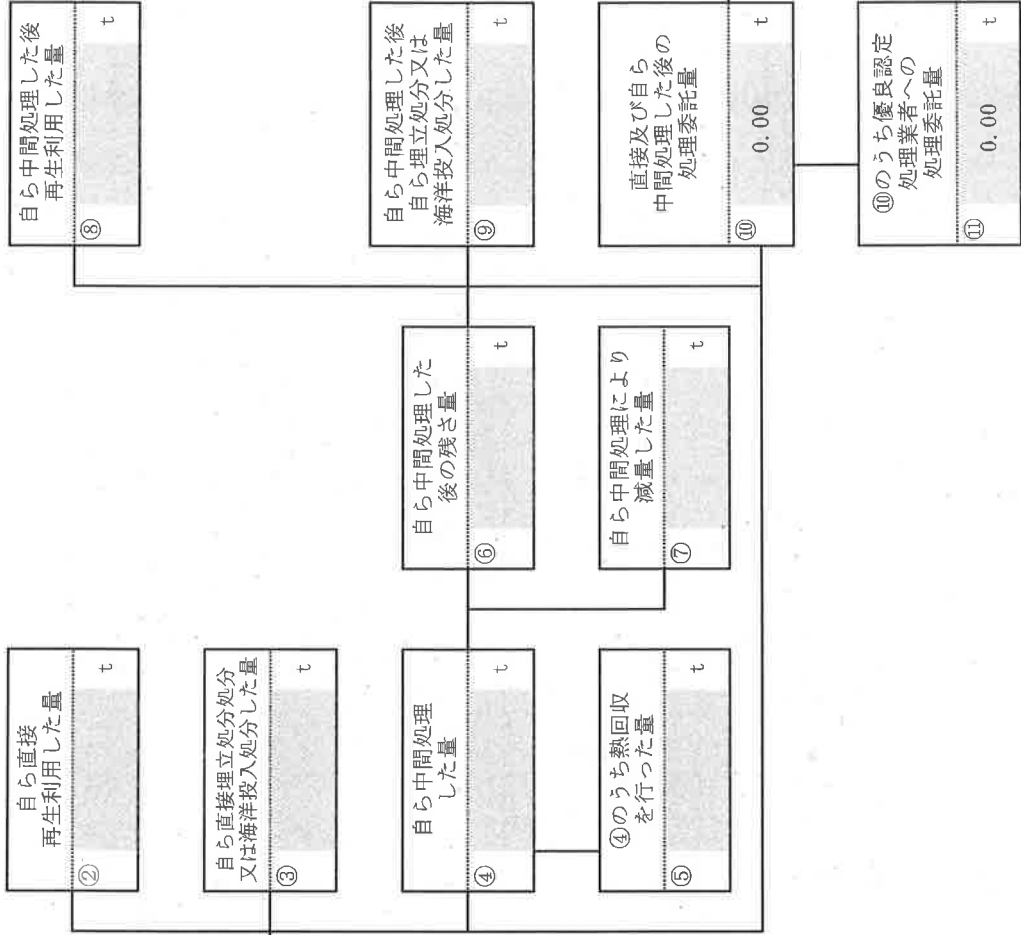 自ら直接
再生利用した量
② t
自ら直接埋立処分処分
又は海洋投入処分した量
③ t
自ら中間処理
した量
④ t
④のうち熱回収
を行った量
⑤ t
自ら中間処理した
後の残さ量
⑥ t
自ら中間処理により
減量した量
⑦ t
自ら中間処理した後
再生利用した量
⑧ t
自ら中間処理した後
自ら埋立処分又は
海洋投入処分した量
⑨ t
直接及び自ら
中間処理した後の
処理委託量
⑩ 0.00 t
⑩のうち優良認定
処理業者への
処理委託量
⑪ 0.00 t